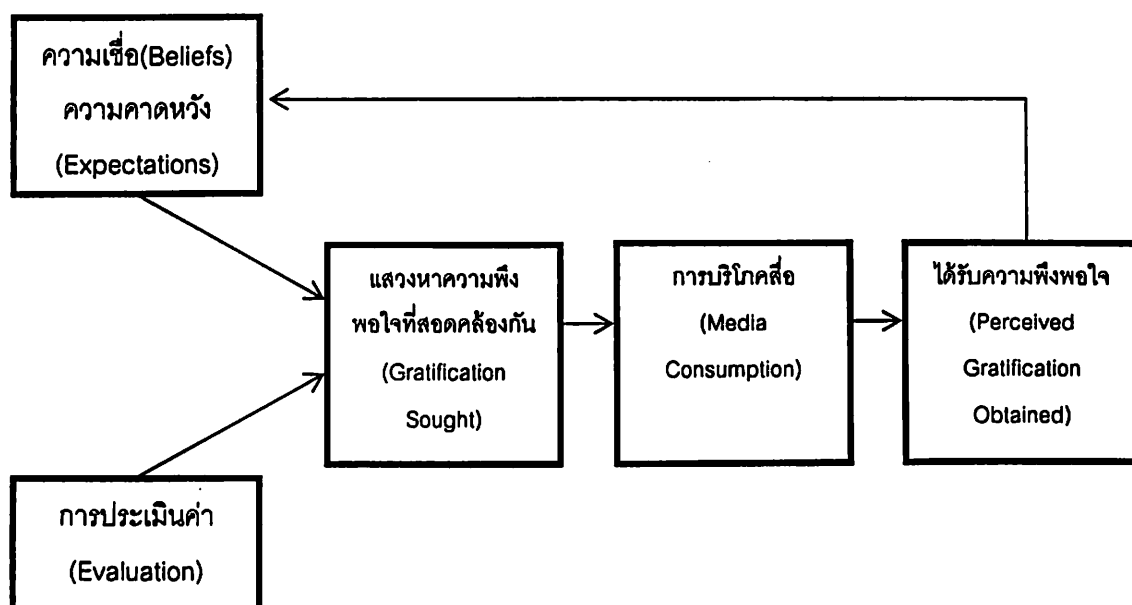 ความเชื่อ(Beliefs)
ความคาดหวัง
(Expectations)
แสวงหาความพึง
พอใจที่สอดคล้องกัน
(Gratification
Sought)
การบริโภคสื่อ
(Media
Consumption)
ได้รับความพึงพอใจ
(Perceived
Gratification
Obtained)
การประเมินค่า
(Evaluation)